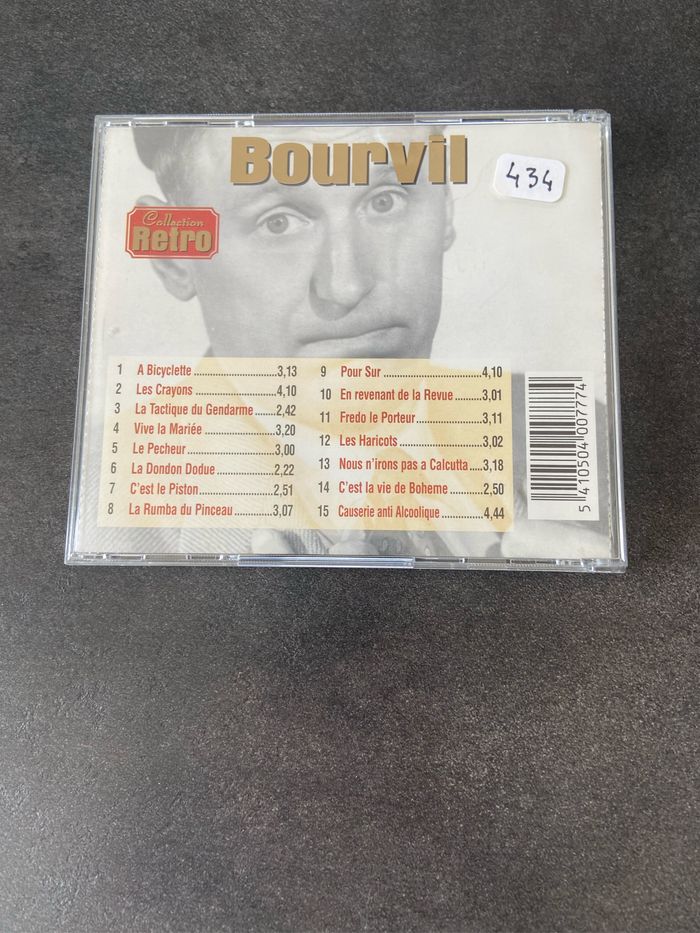 Bourvil
434
Collection
Retro
1 A Bicyclette ........................3,13
2 Les Crayons ........................4,10
3 La Tactique du Gendarme .....2,42
4 Vive la Mariée ....................3,20
5 Le Pecheur ........................3,00
6 La Dondon Dodue ...............2,22
7 C'est le Piston....................2,51
8 La Rumba du Pinceau ..........3,07
9 Pour Sur ..............................4,10
10 En revenant de la Revue ........3,01
11 Fredo le Porteur....................3,11
12 Les Haricots ........................3,02
13 Nous n'irons pas a Calcutta....3,18
14 C'est la vie de Boheme ..........2,50
15 Causerie anti Alcoolique ..........4,44
5 410504 007774